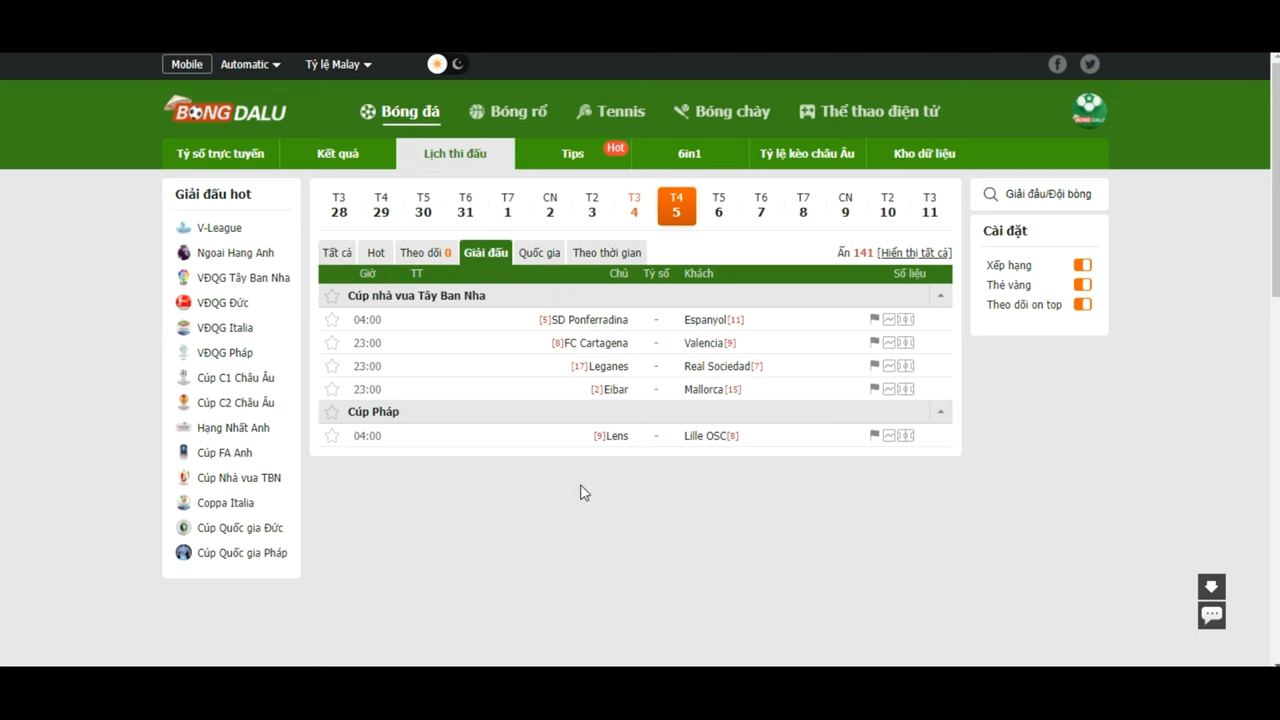 Mobile Automatic Tỷ lệ Malay
BONG DALU Bóng đá Bóng rổ Tennis Bóng chày Thể thao điện tử
Tỷ số trực tuyến Kết quả Lịch thi đấu Tips Hot 6in1 Tỷ lệ kèo châu Âu Kho dữ liệu
Giải đấu hot
V-League
Ngoai Hang Anh
VĐQG Tây Ban Nha
VĐQG Đức
VĐQG Italia
VĐQG Pháp
Cúp C1 Châu Âu
Cúp C2 Châu Âu
Hạng Nhất Anh
Cúp FA Anh
Cúp Nhà vua TBN
Coppa Italia
Cúp Quốc gia Đức
Cúp Quốc gia Pháp
T3 T4 T5 T6 T7 CN T2 T3 T4 T5 T6 T7 CN T2 T3
28 29 30 31 1 2 3 4 5 6 7 8 9 10 11
Tất cả Hot Theo dõi 0 Giải đấu Quốc gia Theo thời gian Ẩn 141 [Hiển thị tất cả]
Giờ TT Chủ Tỷ số Khách Số liệu
Cúp nhà vua Tây Ban Nha
04:00 [5]SD Ponferradina - Espanyol[11]
23:00 [8]FC Cartagena - Valencia[9]
23:00 [17]Leganes - Real Sociedad[7]
23:00 [2]Eibar - Mallorca[15]
Cúp Pháp
04:00 [9]Lens - Lille OSC[8]
Giải đấu/Đội bóng
Cài đặt
Xếp hạng
Thẻ vàng
Theo dõi on top